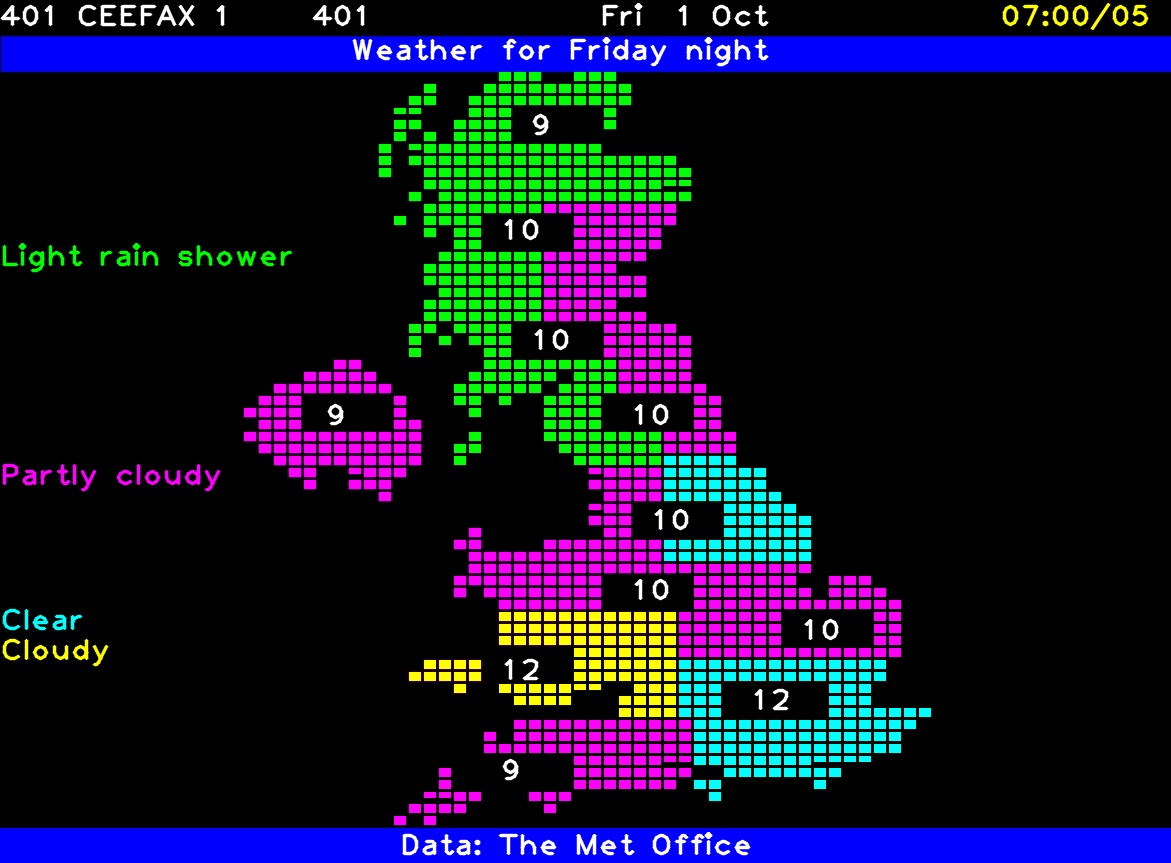 401 CEEFAX 1 401 Fri 1 Oct 07:00/05
Weather for Friday night
9
10
Light rain shower
10
9
10
Partly cloudy
10
10
Clear
10
Cloudy
12
12
9
Data: The Met Office